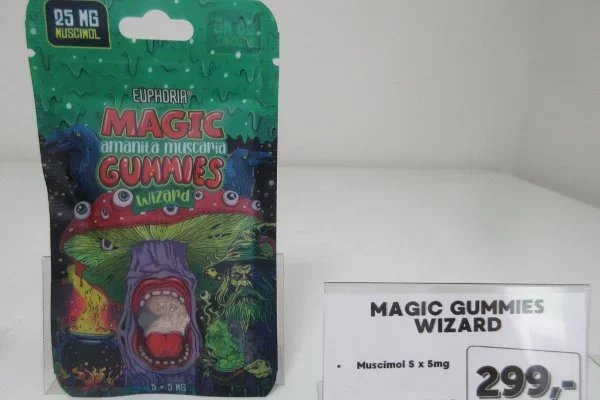 25 MG
MUSCIMOL
EUPHORIA®
MAGIC
amanita muscaria
GUMMIES
Wizard
5 × 5 MG
MAGIC GUMMIES
WIZARD
• Muscimol 5 x 5mg
299,-